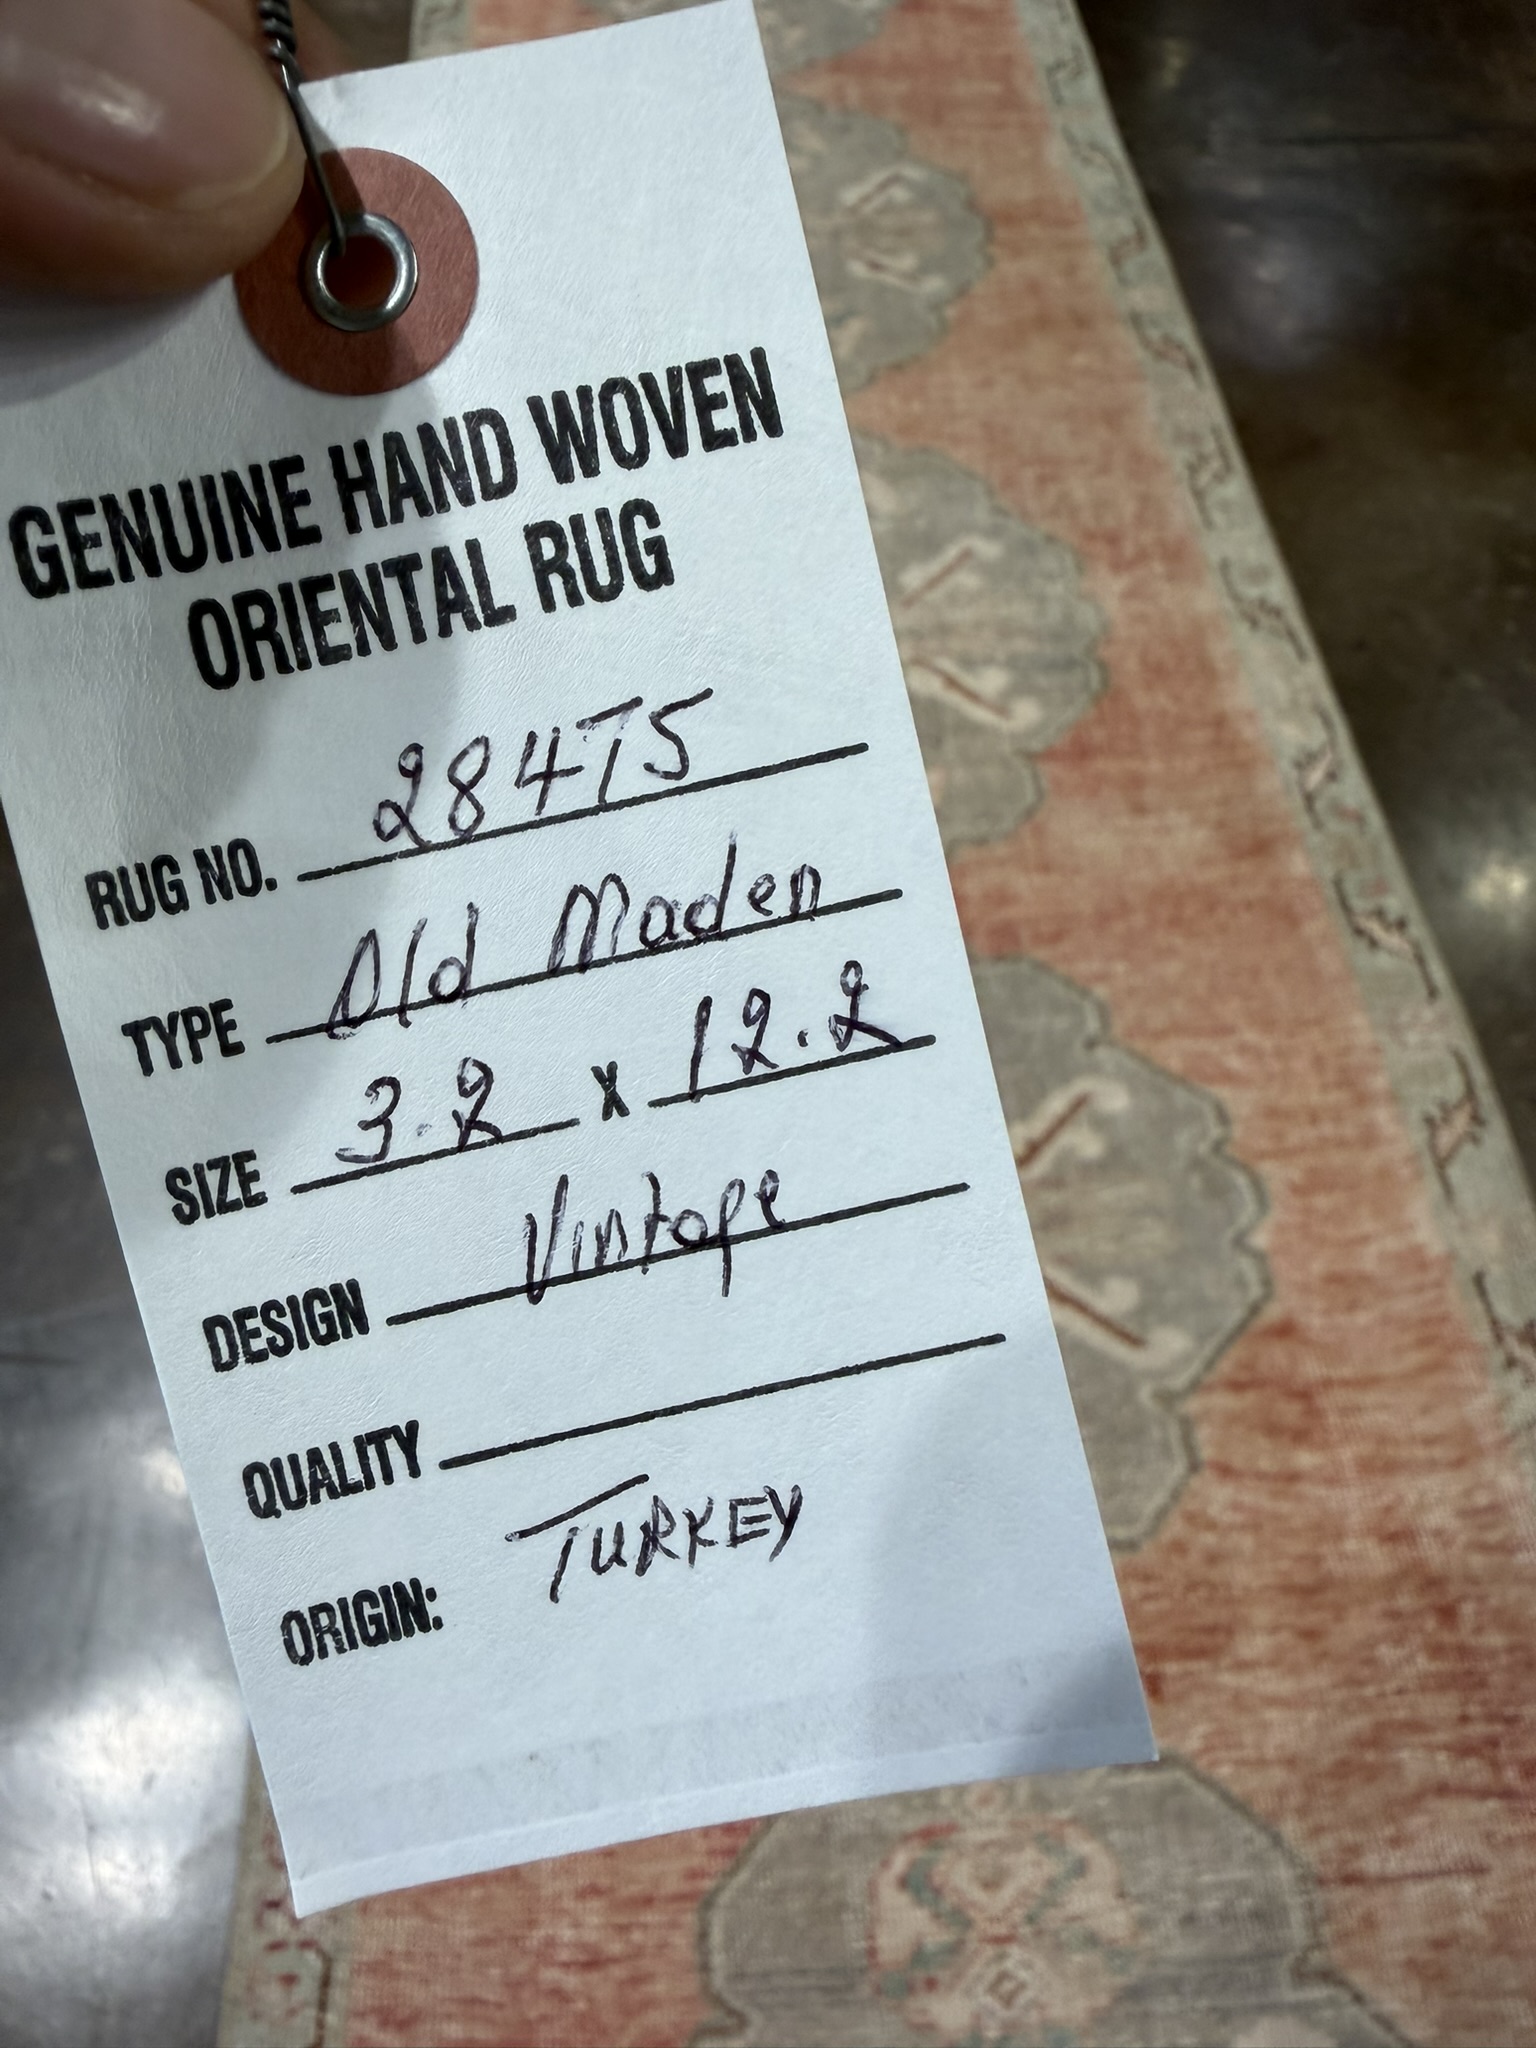 GENUINE HAND WOVEN
ORIENTAL RUG
RUG NO. 28475
TYPE Old Maden
SIZE 3.2 x 12.2
DESIGN Vintage
QUALITY
ORIGIN: TURKEY